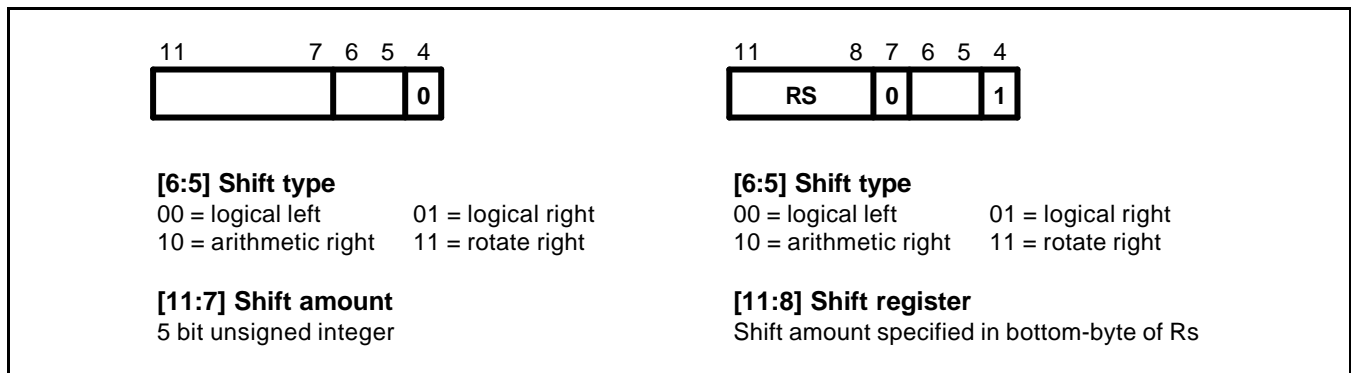 11 7 6 5 4
0
[6:5] Shift type
00 = logical left 01 = logical right
10 = arithmetic right 11 = rotate right
[11:7] Shift amount
5 bit unsigned integer
11 8 7 6 5 4
RS 0 1
[6:5] Shift type
00 = logical left 01 = logical right
10 = arithmetic right 11 = rotate right
[11:8] Shift register
Shift amount specified in bottom-byte of Rs